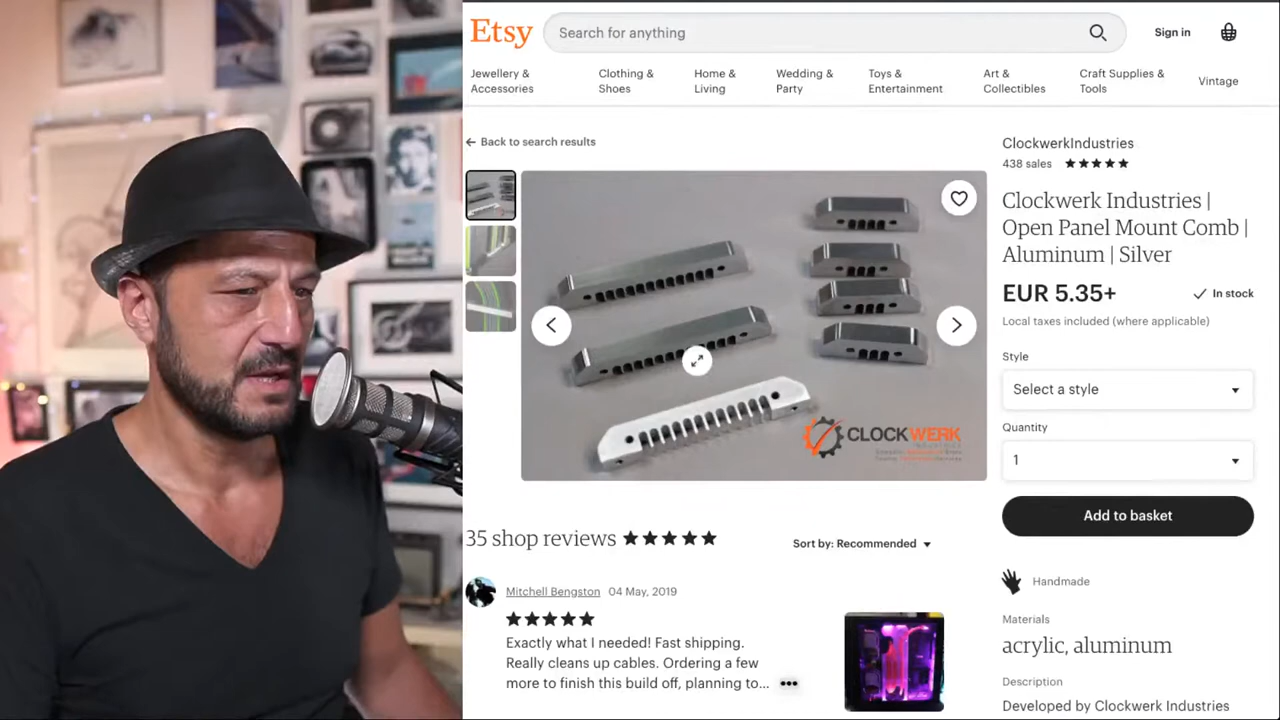 Etsy
Search for anything
Sign in
Jewellery &
Accessories
Clothing &
Shoes
Home &
Living
Wedding &
Party
Toys &
Entertainment
Art &
Collectibles
Craft Supplies &
Tools
Vintage
Back to search results
CLOCKWERK
ClockwerkIndustries
438 sales
Clockwerk Industries |
Open Panel Mount Comb |
Aluminum | Silver
EUR 5.35+
In stock
Local taxes included (where applicable)
Style
Select a style
Quantity
1
Add to basket
Handmade
Materials
acrylic, aluminum
Description
Developed by Clockwerk Industries
35 shop reviews
Sort by: Recommended
Mitchell Bengston 04 May, 2019
Exactly what I needed! Fast shipping.
Really cleans up cables. Ordering a few
more to finish this build off, planning to...